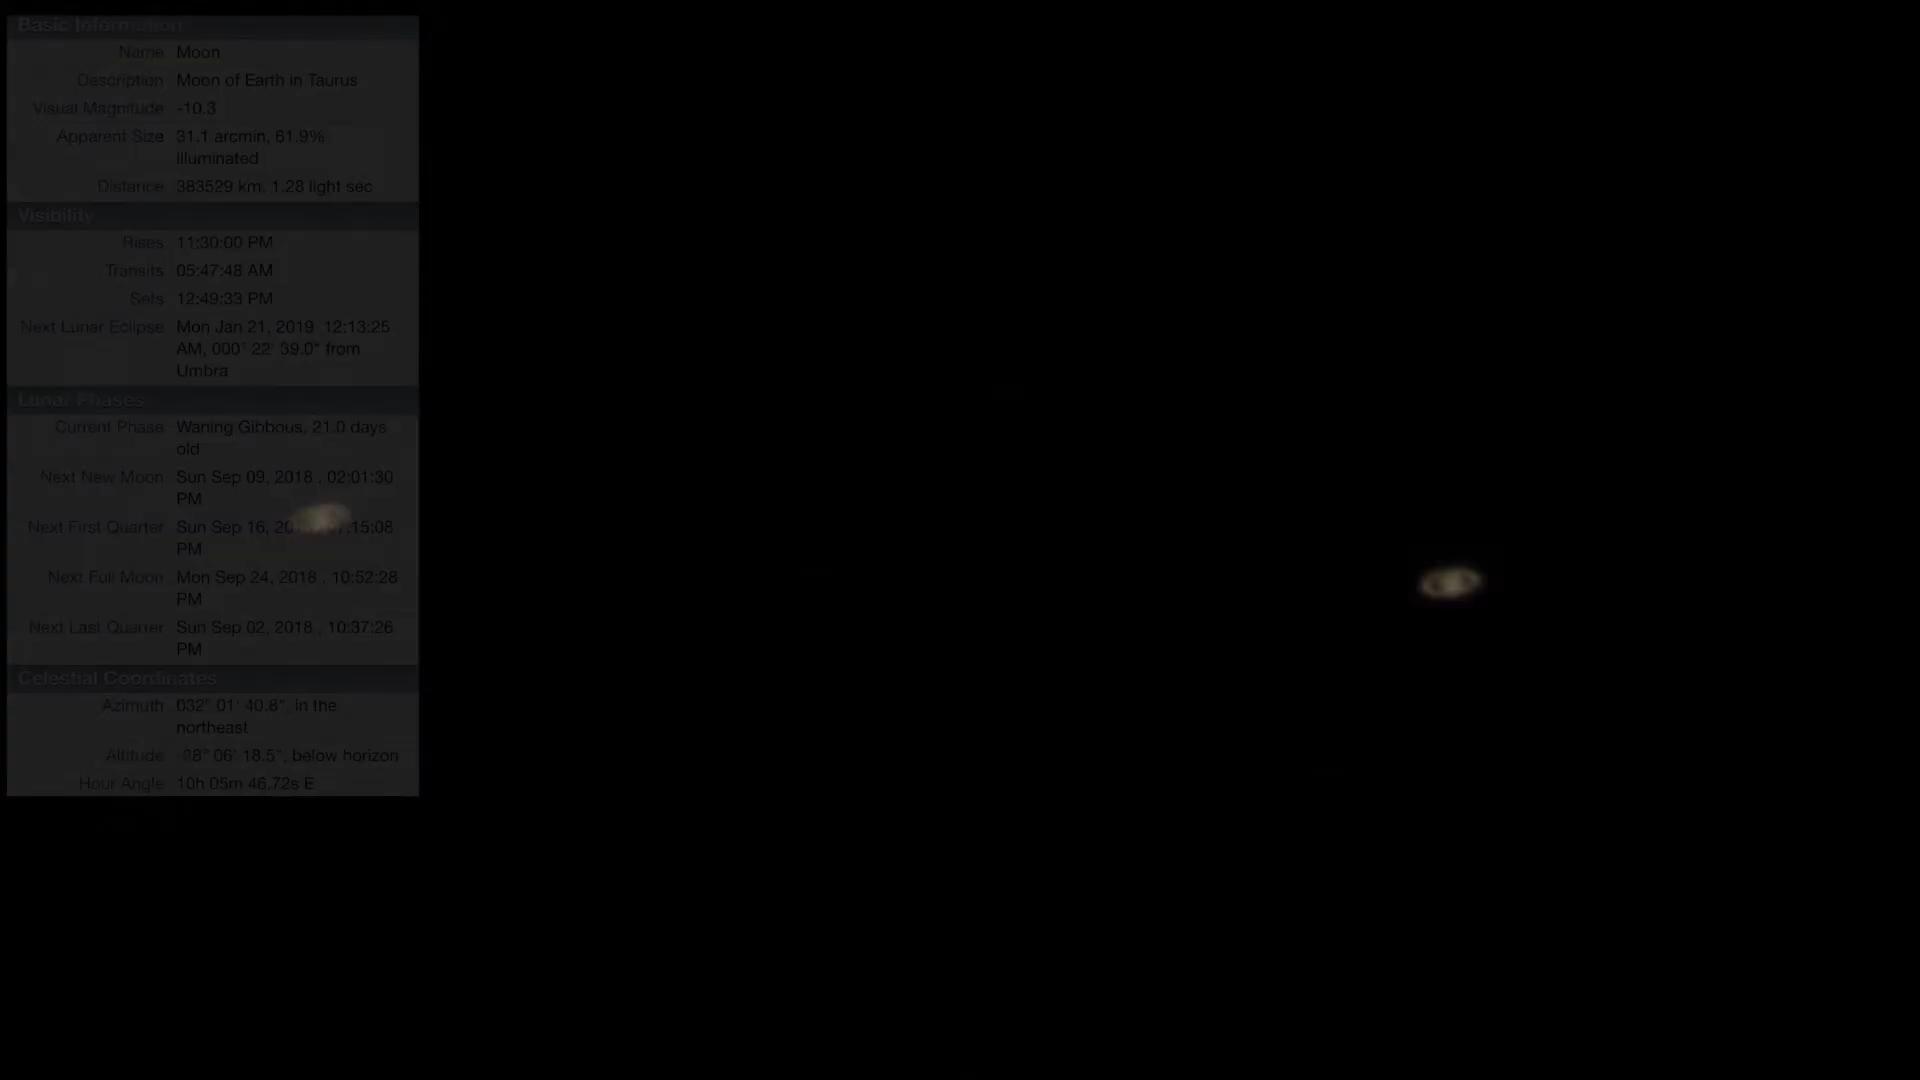 Basic Information
Name Moon
Description Moon of Earth in Taurus
Visual Magnitude -10.3
Apparent Size 31.1 arcmin, 61.9%
illuminated
Distance 383529 km, 1.28 light sec
Visibility
Rises 11:30:00 PM
Transits 05:47:48 AM
Sets 12:49:33 PM
Next Lunar Eclipse Mon Jan 21, 2019 12:13:25
AM, 000° 22' 39.0" from
Umbra
Lunar Phases
Current Phase Waning Gibbous, 21.0 days
old
Next New Moon Sun Sep 09, 2018 , 02:01:30
PM
Next First Quarter Sun Sep 16,
PM
Next Full Moon Mon Sep 24, 2018 , 10:52:28
PM
Next Last Quarter Sun Sep 02, 2018 , 10:37:26
PM
Celestial Coordinates
Azimuth 032° 01' 40.8", in the
northeast
Altitude 06' 18.5", below horizon
Hour Angle 10h 05m 46.72s E